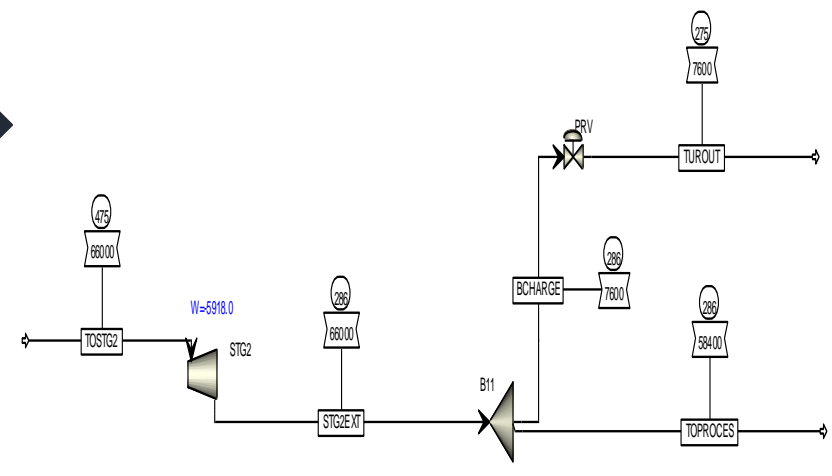 275
7600
PRV
TUROUT
475
66000
W=-5918.0
TOSTG2
STG2
286
66000
STG2EXT
B11
BCHARGE
286
7600
286
58400
TOPROCES